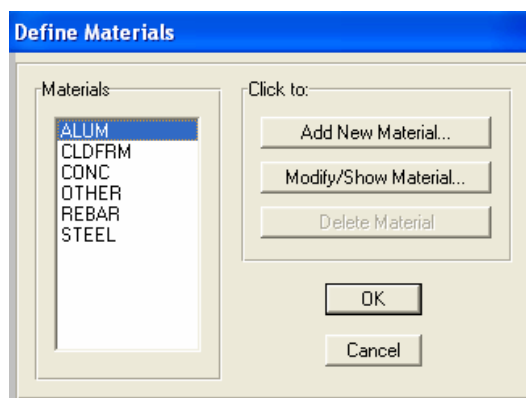 Define Materials
Materials
ALUM
CLDFRM
CONC
OTHER
REBAR
STEEL
Click to:
Add New Material...
Modify/Show Material...
Delete Material
OK
Cancel